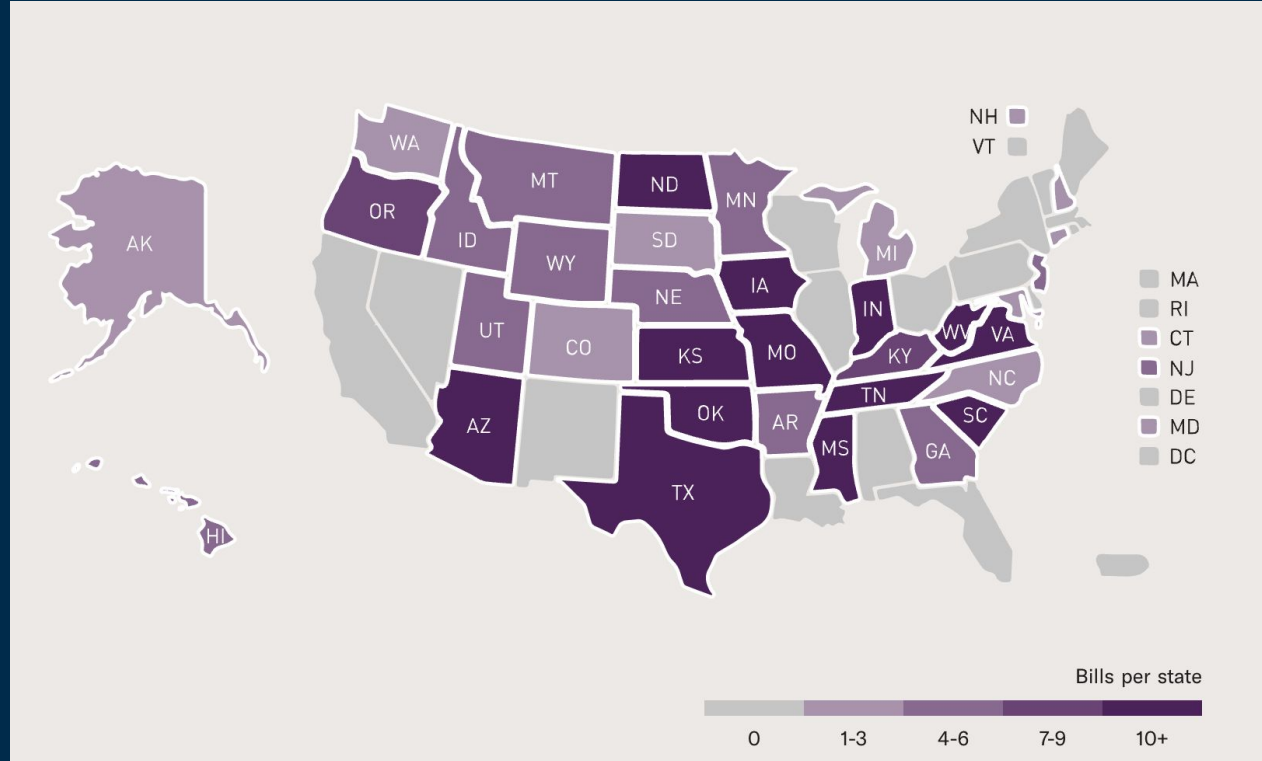 NH
VT
WA
MT
ND
MN
OR
ID
SD
MI
AK
WY
MA
IA
RI
NE
IN
UT
CT
WV
VA
CO
KS
MO
KY
NJ
NC
TN
DE
OK
AR
SC
AZ
MD
MS
GA
DC
TX
HI
Bills per state
0 1-3 4-6 7-9 10+